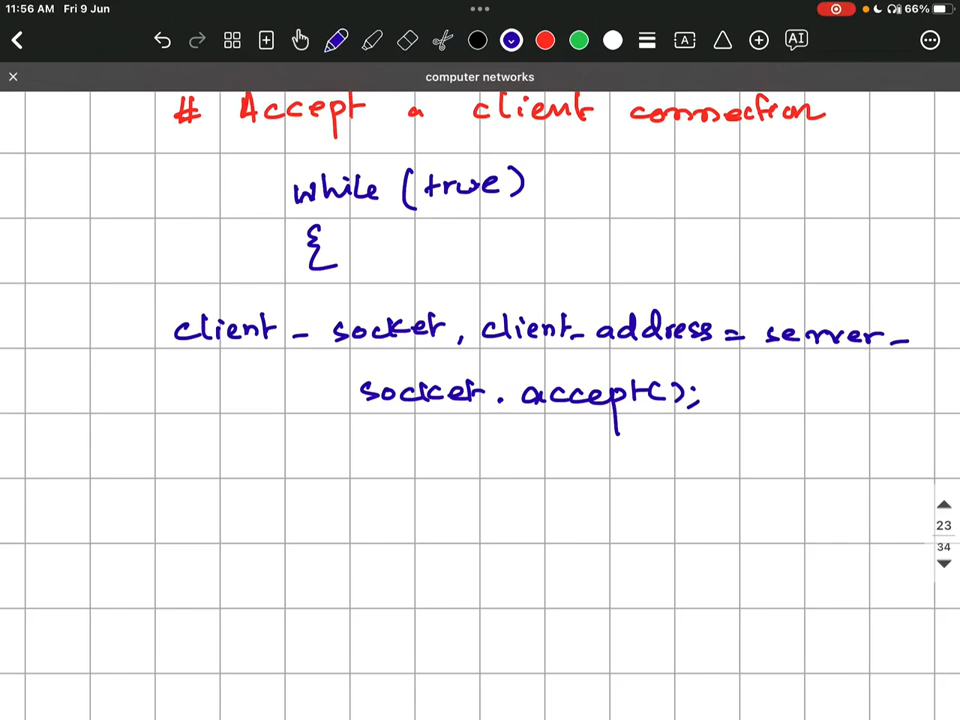 11:56 AM Fri 9 Jun
66%
computer networks
# Accept a client connection
while (true)
{
client_socket, client_address = server_
socket.accept();
23
34